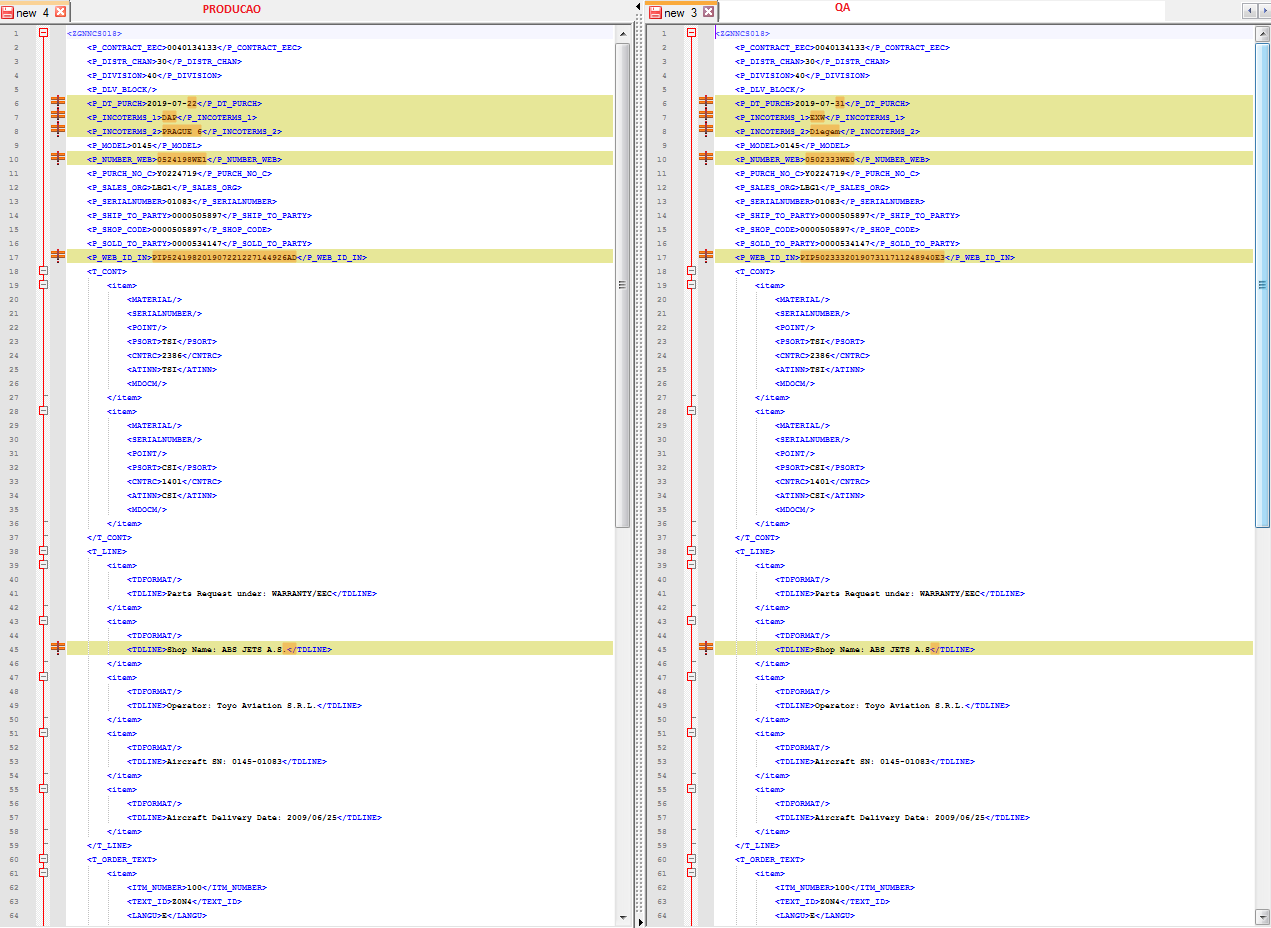 new 4
PRODUCAO
1 <ZGNNCS018>
2 <P_CONTRACT_EEC>0040134133</P_CONTRACT_EEC>
3 <P_DISTR_CHAN>30</P_DISTR_CHAN>
4 <P_DIVISION>40</P_DIVISION>
5 <P_DLV_BLOCK/>
6 <P_DT_PURCH>2019-07-22</P_DT_PURCH>
7 <P_INCOTERMS_1>DAP</P_INCOTERMS_1>
8 <P_INCOTERMS_2>PRAGUE 6</P_INCOTERMS_2>
9 <P_MODEL>0145</P_MODEL>
10 <P_NUMBER_WEB>0524198WE1</P_NUMBER_WEB>
11 <P_PURCH_NO_C>Y0224719</P_PURCH_NO_C>
12 <P_SALES_ORG>LBG1</P_SALES_ORG>
13 <P_SERIALNUMBER>01083</P_SERIALNUMBER>
14 <P_SHIP_TO_PARTY>0000505897</P_SHIP_TO_PARTY>
15 <P_SHOP_CODE>0000505897</P_SHOP_CODE>
16 <P_SOLD_TO_PARTY>0000534147</P_SOLD_TO_PARTY>
17 <P_WEB_ID_IN>PIP524198201907221227144926AD</P_WEB_ID_IN>
18 <T_CONT>
19 <item>
20 <MATERIAL/>
21 <SERIALNUMBER/>
22 <POINT/>
23 <PSORT>TSI</PSORT>
24 <CNTRC>2386</CNTRC>
25 <ATINN>TSI</ATINN>
26 <MDOCM/>
27 </item>
28 <item>
29 <MATERIAL/>
30 <SERIALNUMBER/>
31 <POINT/>
32 <PSORT>CSI</PSORT>
33 <CNTRC>1401</CNTRC>
34 <ATINN>CSI</ATINN>
35 <MDOCM/>
36 </item>
37 </T_CONT>
38 <T_LINE>
39 <item>
40 <TDFORMAT/>
41 <TDLINE>Parts Request under: WARRANTY/EEC</TDLINE>
42 </item>
43 <item>
44 <TDFORMAT/>
45 <TDLINE>Shop Name: ABS JETS A.S.</TDLINE>
46 </item>
47 <item>
48 <TDFORMAT/>
49 <TDLINE>Operator: Toyo Aviation S.R.L.</TDLINE>
50 </item>
51 <item>
52 <TDFORMAT/>
53 <TDLINE>Aircraft SN: 0145-01083</TDLINE>
54 </item>
55 <item>
56 <TDFORMAT/>
57 <TDLINE>Aircraft Delivery Date: 2009/06/25</TDLINE>
58 </item>
59 </T_LINE>
60 <T_ORDER_TEXT>
61 <item>
62 <ITM_NUMBER>100</ITM_NUMBER>
63 <TEXT_ID>Z0N4</TEXT_ID>
64 <LANGU>E</LANGU>
new 3
QA
1 <ZGNNCS018>
2 <P_CONTRACT_EEC>0040134133</P_CONTRACT_EEC>
3 <P_DISTR_CHAN>30</P_DISTR_CHAN>
4 <P_DIVISION>40</P_DIVISION>
5 <P_DLV_BLOCK/>
6 <P_DT_PURCH>2019-07-31</P_DT_PURCH>
7 <P_INCOTERMS_1>EXW</P_INCOTERMS_1>
8 <P_INCOTERMS_2>Diegem</P_INCOTERMS_2>
9 <P_MODEL>0145</P_MODEL>
10 <P_NUMBER_WEB>0502333WE0</P_NUMBER_WEB>
11 <P_PURCH_NO_C>Y0224719</P_PURCH_NO_C>
12 <P_SALES_ORG>LBG1</P_SALES_ORG>
13 <P_SERIALNUMBER>01083</P_SERIALNUMBER>
14 <P_SHIP_TO_PARTY>0000505897</P_SHIP_TO_PARTY>
15 <P_SHOP_CODE>0000505897</P_SHOP_CODE>
16 <P_SOLD_TO_PARTY>0000534147</P_SOLD_TO_PARTY>
17 <P_WEB_ID_IN>PIP502333201907311711248940E3</P_WEB_ID_IN>
18 <T_CONT>
19 <item>
20 <MATERIAL/>
21 <SERIALNUMBER/>
22 <POINT/>
23 <PSORT>TSI</PSORT>
24 <CNTRC>2386</CNTRC>
25 <ATINN>TSI</ATINN>
26 <MDOCM/>
27 </item>
28 <item>
29 <MATERIAL/>
30 <SERIALNUMBER/>
31 <POINT/>
32 <PSORT>CSI</PSORT>
33 <CNTRC>1401</CNTRC>
34 <ATINN>CSI</ATINN>
35 <MDOCM/>
36 </item>
37 </T_CONT>
38 <T_LINE>
39 <item>
40 <TDFORMAT/>
41 <TDLINE>Parts Request under: WARRANTY/EEC</TDLINE>
42 </item>
43 <item>
44 <TDFORMAT/>
45 <TDLINE>Shop Name: ABS JETS A.S</TDLINE>
46 </item>
47 <item>
48 <TDFORMAT/>
49 <TDLINE>Operator: Toyo Aviation S.R.L.</TDLINE>
50 </item>
51 <item>
52 <TDFORMAT/>
53 <TDLINE>Aircraft SN: 0145-01083</TDLINE>
54 </item>
55 <item>
56 <TDFORMAT/>
57 <TDLINE>Aircraft Delivery Date: 2009/06/25</TDLINE>
58 </item>
59 </T_LINE>
60 <T_ORDER_TEXT>
61 <item>
62 <ITM_NUMBER>100</ITM_NUMBER>
63 <TEXT_ID>Z0N4</TEXT_ID>
64 <LANGU>E</LANGU>